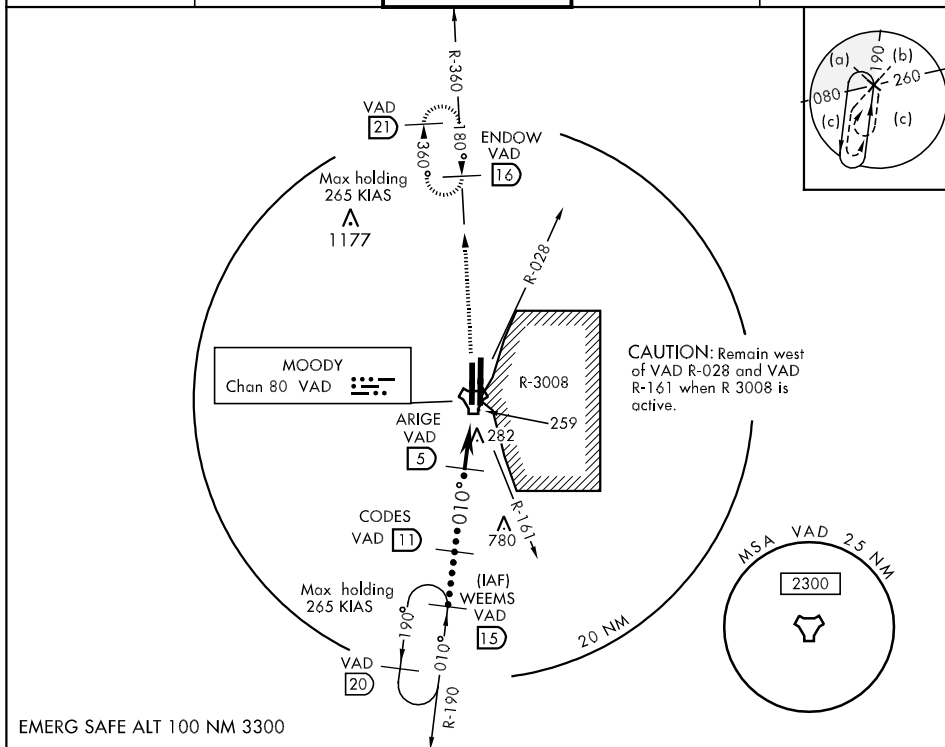 R-360
VAD
21
180°
360°
ENDOW
VAD
16
Max holding
265 KIAS
1177
(a)
(b)
190
080
260
(c)
(c)
R-028
MOODY
Chan 80 VAD
R-3008
CAUTION: Remain west
of VAD R-028 and VAD
R-161 when R 3008 is
active.
259
282
ARIGE
VAD
5
010°
R-161
780
CODES
VAD 11
Max holding
265 KIAS
(IAF)
WEEMS
VAD
15
190°
010°
VAD
20
R-190
20 NM
MSA VAD 25 NM
2300
EMERG SAFE ALT 100 NM 3300